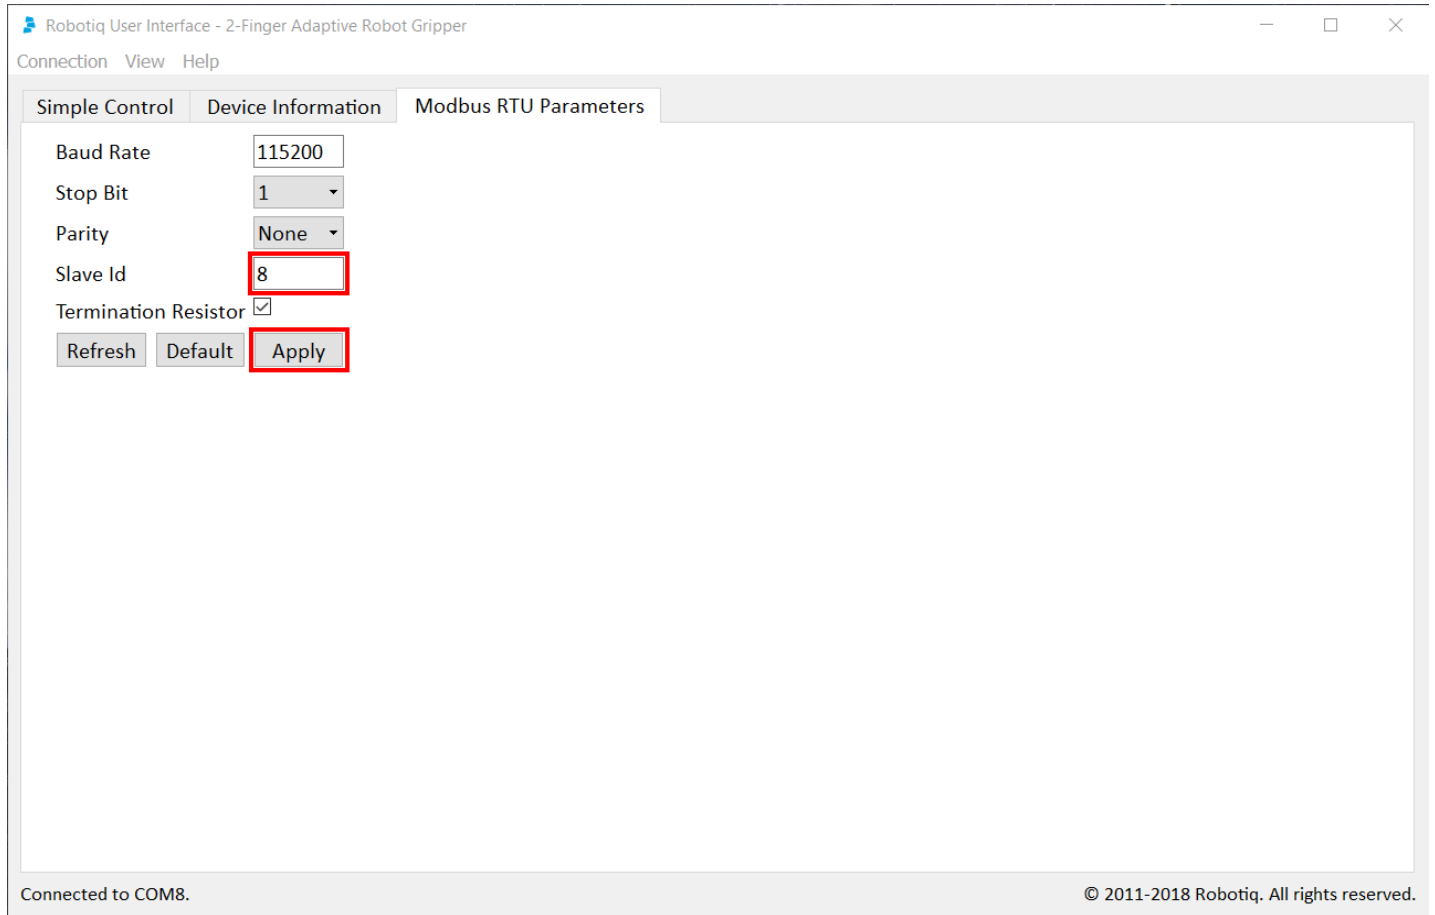 Robotiq User Interface - 2-Finger Adaptive Robot Gripper
Connection View Help
Simple Control Device Information Modbus RTU Parameters
Baud Rate 115200
Stop Bit 1
Parity None
Slave Id 8
Termination Resistor
Refresh Default Apply
Connected to COM8. © 2011-2018 Robotiq. All rights reserved.